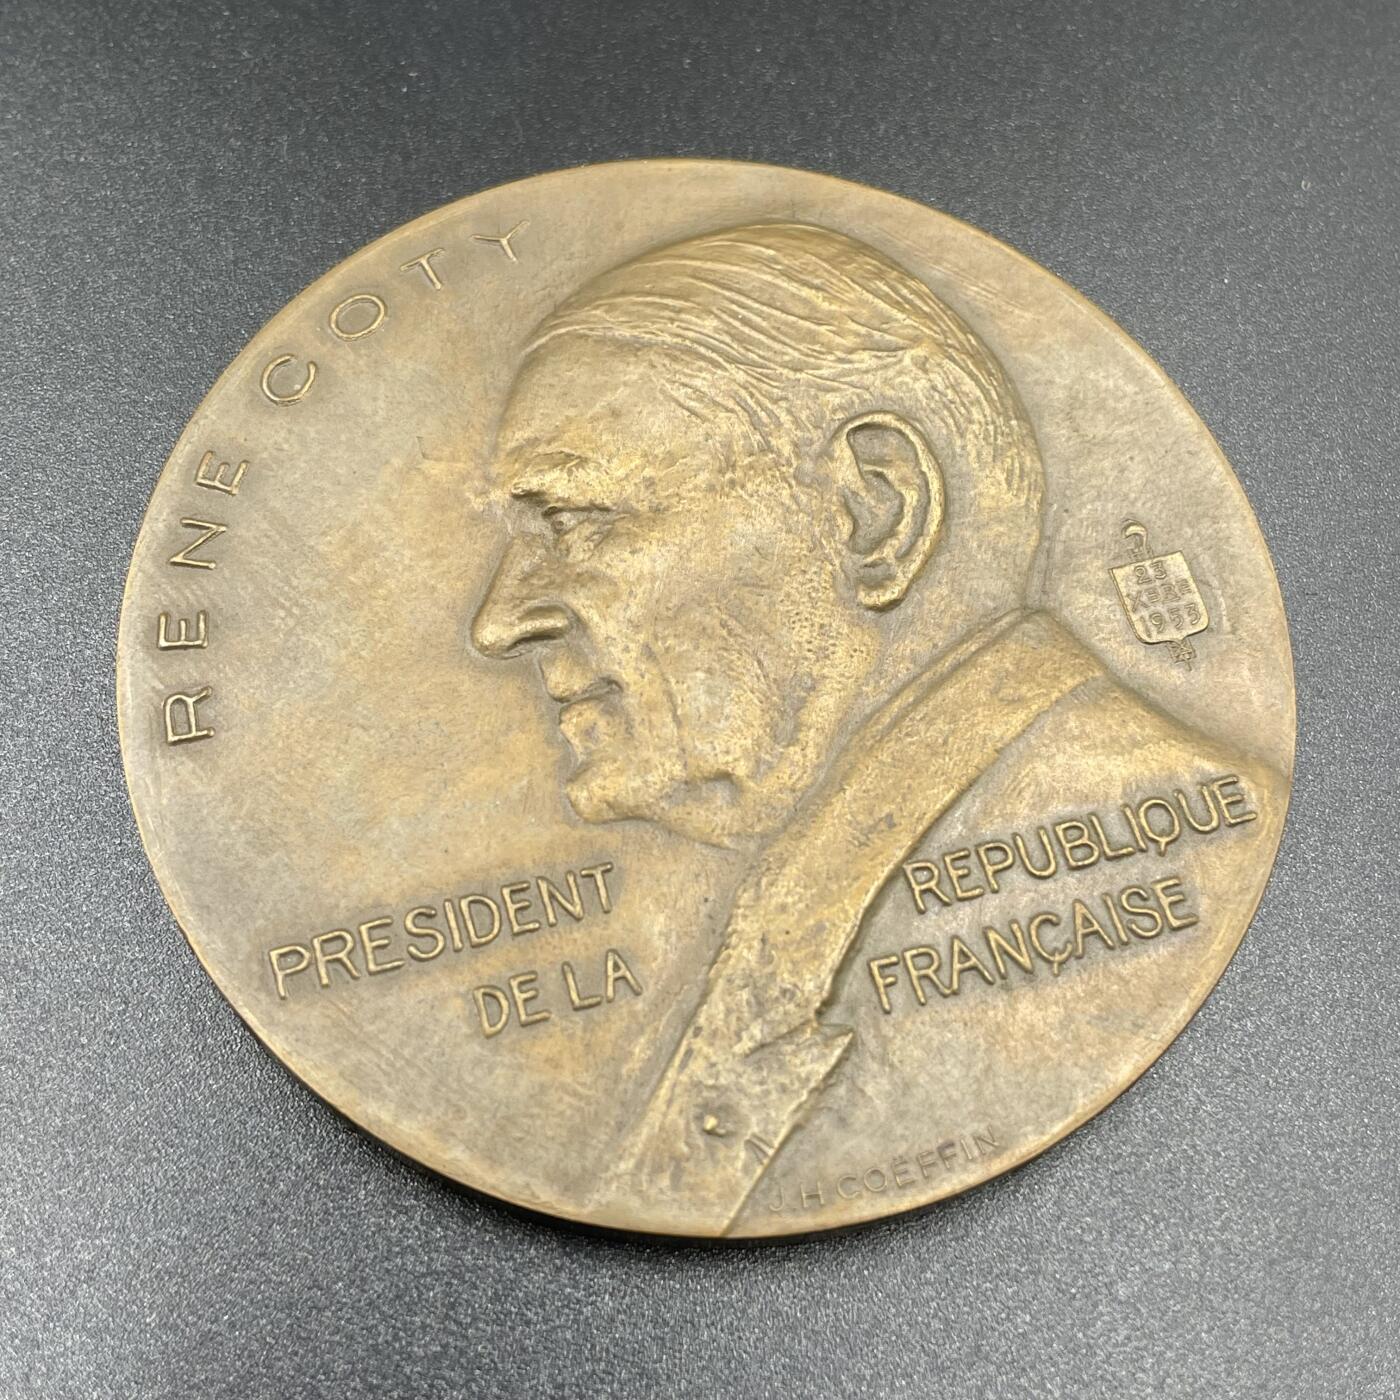 RENE COTY
PRESIDENT
DE LA
REPUBLIQUE
FRANÇAISE
23
XBRE
1953
J.H COËFFIN